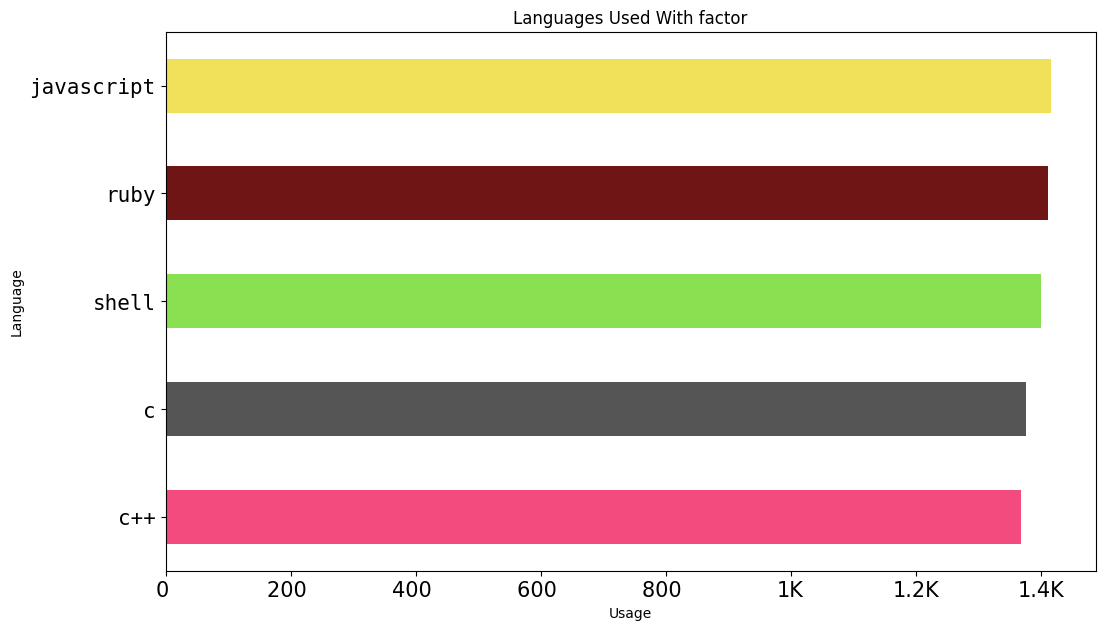 Languages Used With factor
javascript
ruby
shell
c
c++
Language
0 200 400 600 800 1K 1.2K 1.4K
Usage